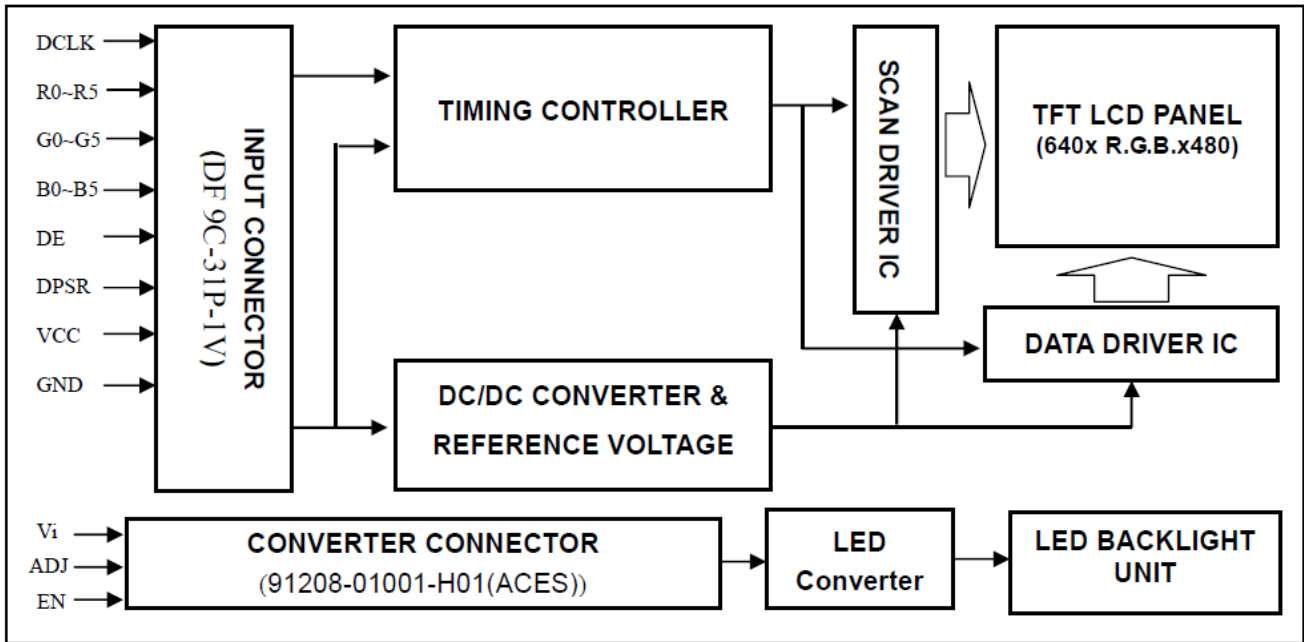 DCLK
R0~R5
G0~G5
B0~B5
DE
DPSR
VCC
GND
INPUT CONNECTOR
(DF 9C-31P-1V)
TIMING CONTROLLER
SCAN DRIVER IC
TFT LCD PANEL
(640x R.G.B.x480)
DATA DRIVER IC
DC/DC CONVERTER &
REFERENCE VOLTAGE
Vi
ADJ
EN
CONVERTER CONNECTOR
(91208-01001-H01(ACES))
LED
Converter
LED BACKLIGHT
UNIT